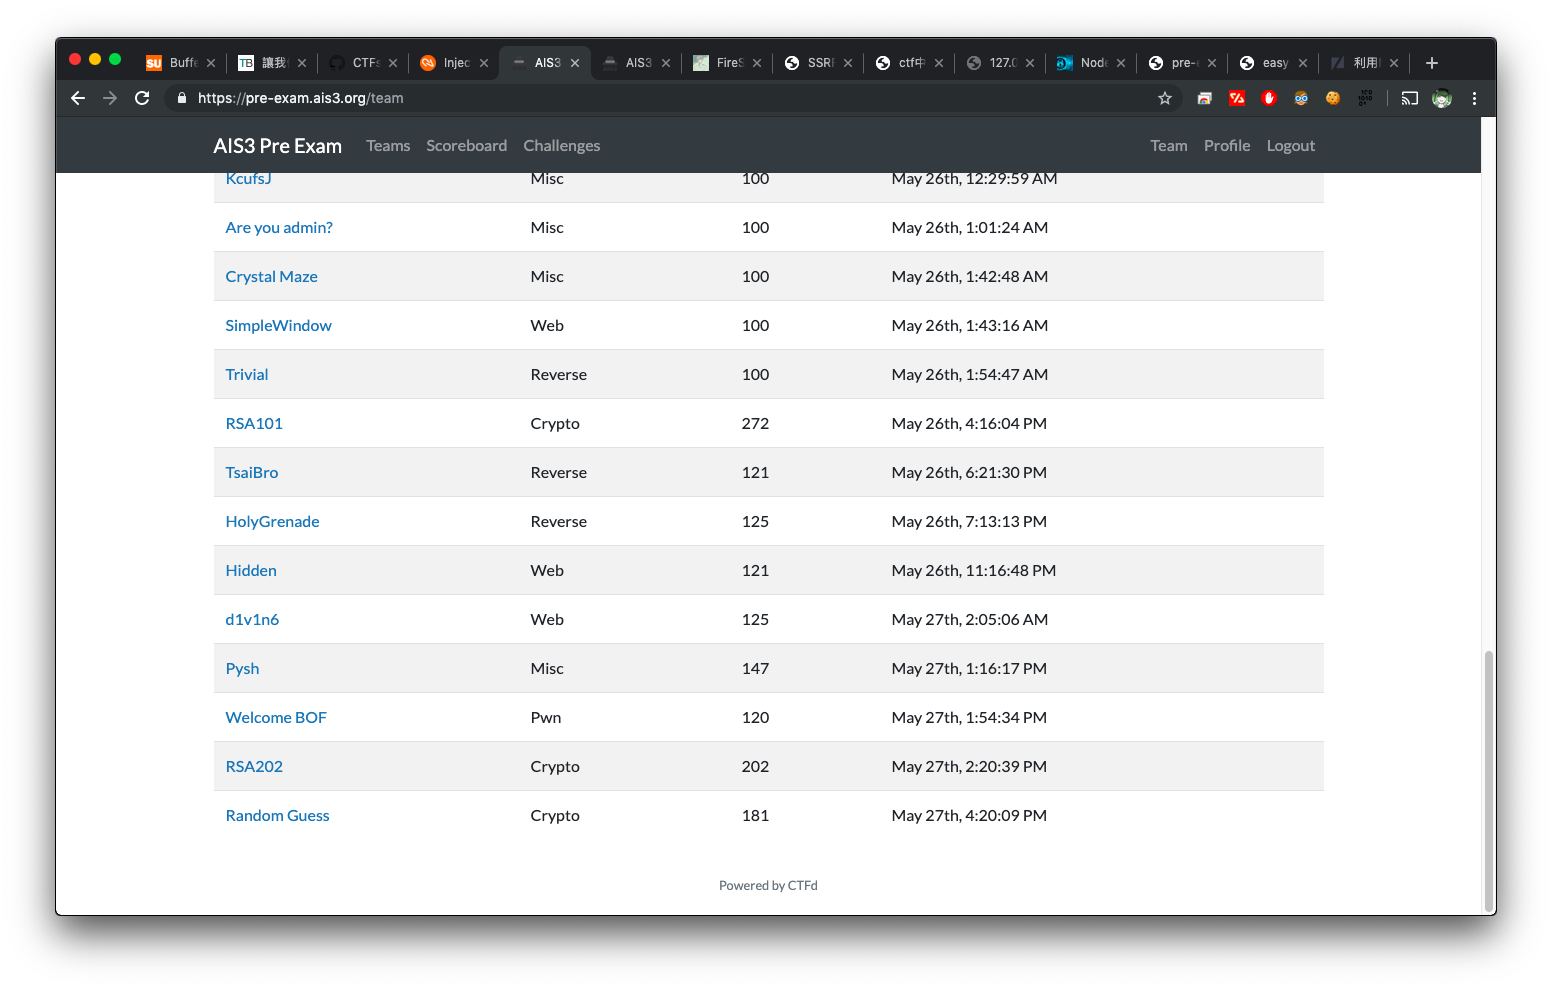 Buffe 讓我 CTFs Injec AIS3 AIS3 FireS SSRF ctf中 127.0 Node pre-e easy 利用
https://pre-exam.ais3.org/team
AIS3 Pre Exam Teams Scoreboard Challenges Team Profile Logout
KcufsJ Misc 100 May 26th, 12:29:59 AM
Are you admin? Misc 100 May 26th, 1:01:24 AM
Crystal Maze Misc 100 May 26th, 1:42:48 AM
SimpleWindow Web 100 May 26th, 1:43:16 AM
Trivial Reverse 100 May 26th, 1:54:47 AM
RSA101 Crypto 272 May 26th, 4:16:04 PM
TsaiBro Reverse 121 May 26th, 6:21:30 PM
HolyGrenade Reverse 125 May 26th, 7:13:13 PM
Hidden Web 121 May 26th, 11:16:48 PM
d1v1n6 Web 125 May 27th, 2:05:06 AM
Pysh Misc 147 May 27th, 1:16:17 PM
Welcome BOF Pwn 120 May 27th, 1:54:34 PM
RSA202 Crypto 202 May 27th, 2:20:39 PM
Random Guess Crypto 181 May 27th, 4:20:09 PM
Powered by CTFd